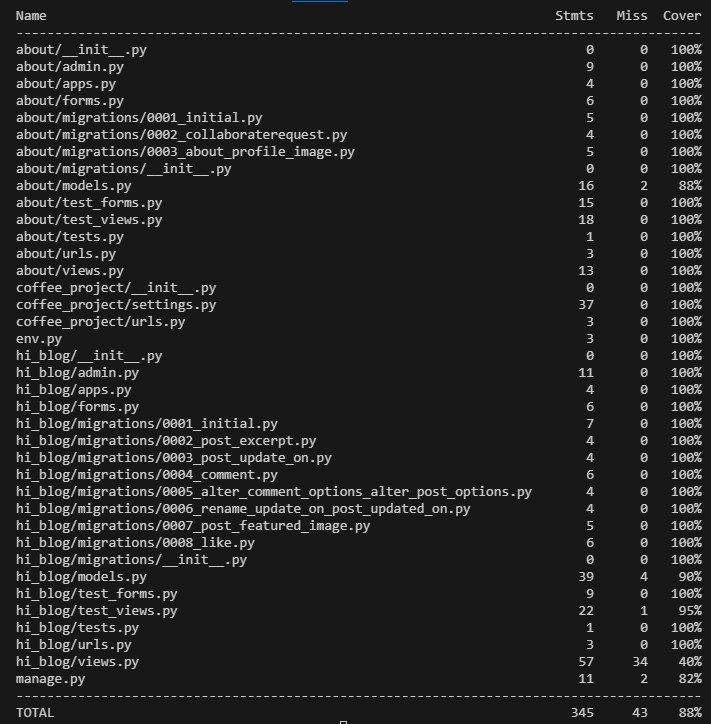 Name Stmts Miss Cover
-----------------------------------------------------------------------------------------
about/__init__.py 0 0 100%
about/admin.py 9 0 100%
about/apps.py 4 0 100%
about/forms.py 6 0 100%
about/migrations/0001_initial.py 5 0 100%
about/migrations/0002_collaboraterequest.py 4 0 100%
about/migrations/0003_about_profile_image.py 5 0 100%
about/migrations/__init__.py 0 0 100%
about/models.py 16 2 88%
about/test_forms.py 15 0 100%
about/test_views.py 18 0 100%
about/tests.py 1 0 100%
about/urls.py 3 0 100%
about/views.py 13 0 100%
coffee_project/__init__.py 0 0 100%
coffee_project/settings.py 37 0 100%
coffee_project/urls.py 3 0 100%
env.py 3 0 100%
hi_blog/__init__.py 0 0 100%
hi_blog/admin.py 11 0 100%
hi_blog/apps.py 4 0 100%
hi_blog/forms.py 6 0 100%
hi_blog/migrations/0001_initial.py 7 0 100%
hi_blog/migrations/0002_post_excerpt.py 4 0 100%
hi_blog/migrations/0003_post_update_on.py 4 0 100%
hi_blog/migrations/0004_comment.py 6 0 100%
hi_blog/migrations/0005_alter_comment_options_alter_post_options.py 4 0 100%
hi_blog/migrations/0006_rename_update_on_post_updated_on.py 4 0 100%
hi_blog/migrations/0007_post_featured_image.py 5 0 100%
hi_blog/migrations/0008_like.py 6 0 100%
hi_blog/migrations/__init__.py 0 0 100%
hi_blog/models.py 39 4 90%
hi_blog/test_forms.py 9 0 100%
hi_blog/test_views.py 22 1 95%
hi_blog/tests.py 1 0 100%
hi_blog/urls.py 3 0 100%
hi_blog/views.py 57 34 40%
manage.py 11 2 82%
-----------------------------------------------------------------------------------------
TOTAL 345 43 88%